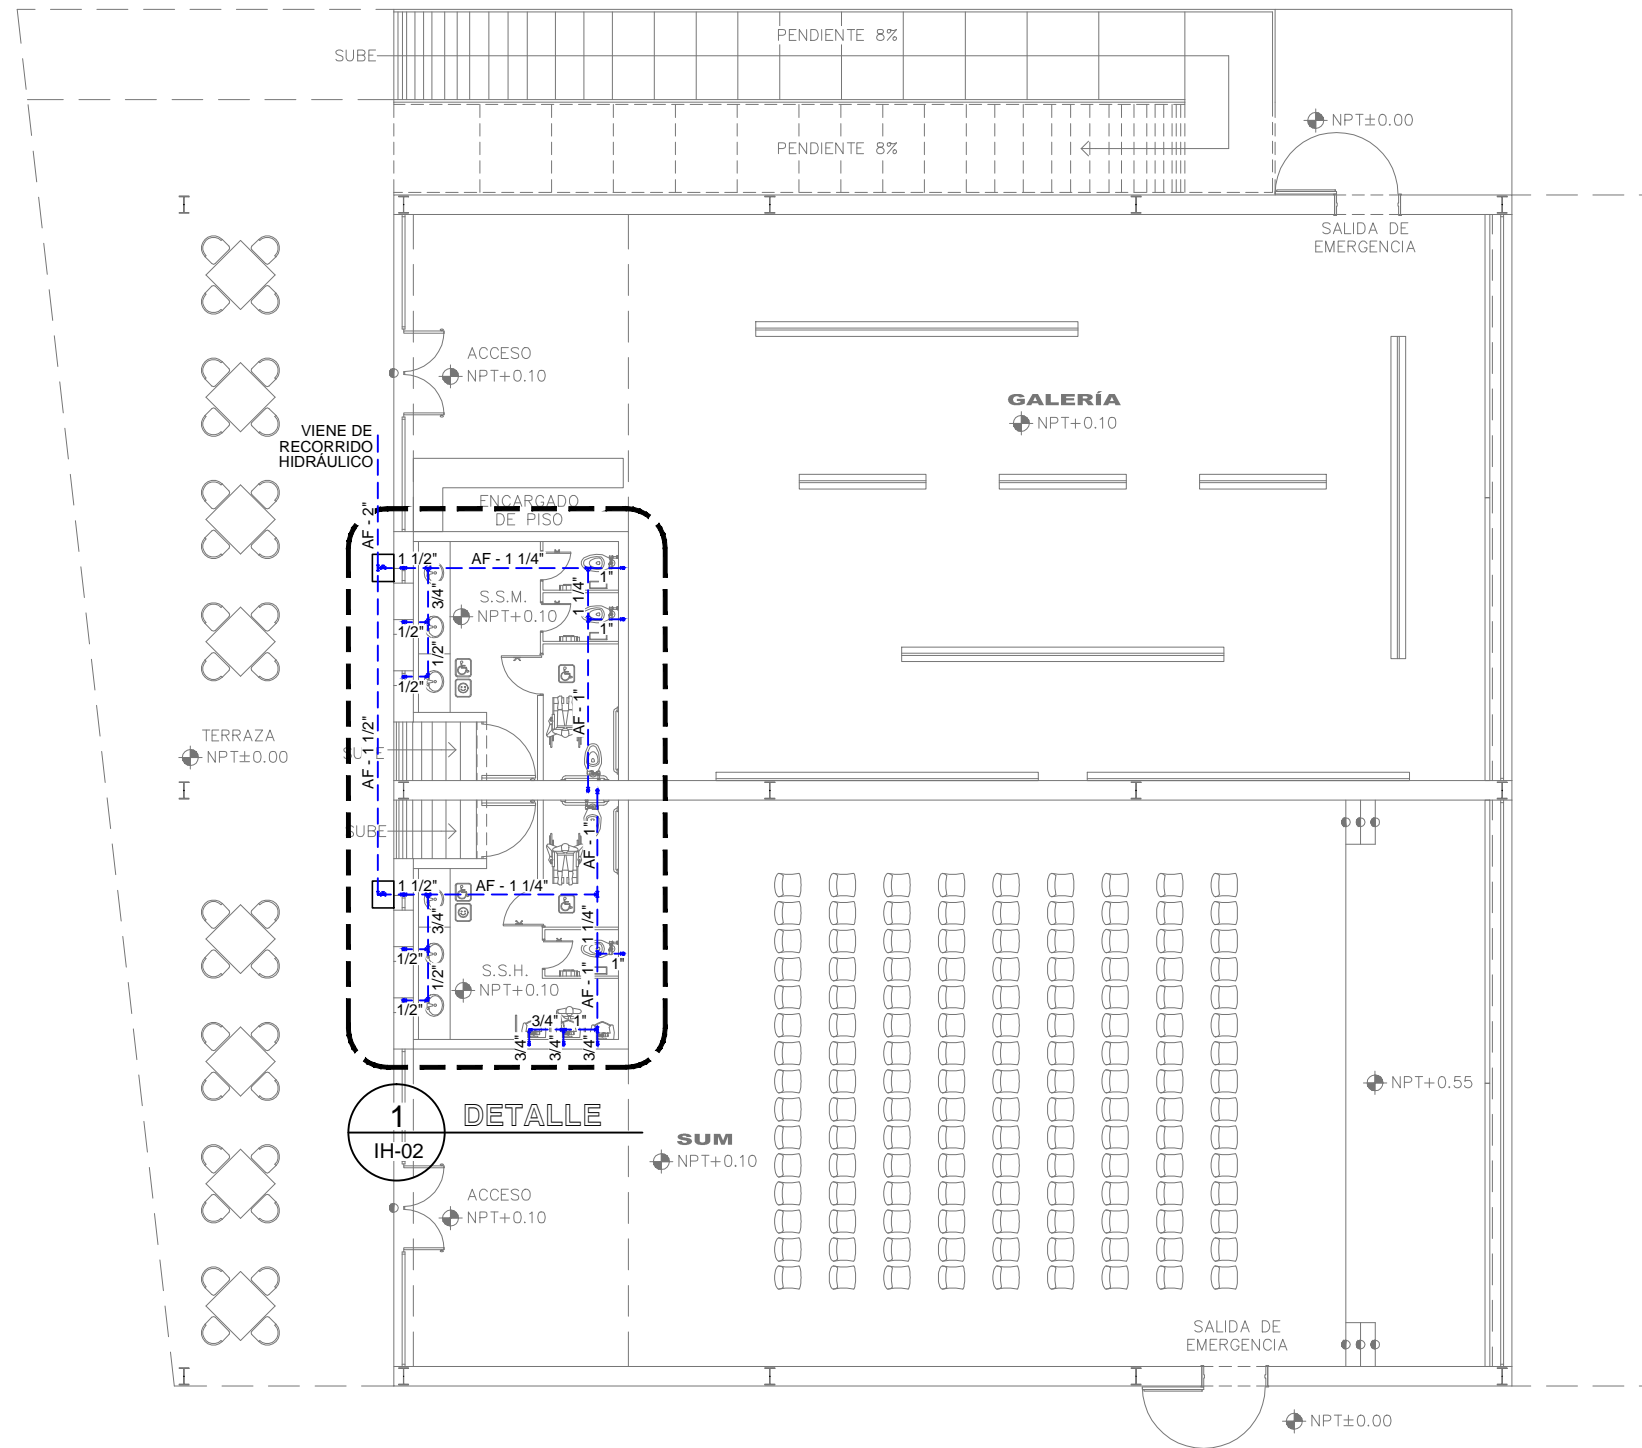 PENDIENTE 8%
SUBE
NPT±0.00
PENDIENTE 8%
SALIDA DE
EMERGENCIA
ACCESO
NPT+0.10
GALERÍA
NPT+0.10
VIENE DE
RECORRIDO
HIDRÁULICO
ENCARGADO
DE PISO
AF - 2"
1 1/2"
AF - 1 1/4"
1"
3/4"
1 1/4"
S.S.M.
NPT+0.10
1/2"
1"
1/2"
1/2"
AF - 1"
AF - 1 1/2"
TERRAZA
NPT±0.00
SUBE
SUBE
AF - 1"
1 1/2"
AF - 1 1/4"
3/4"
1 1/4"
1/2"
1"
S.S.H.
NPT+0.10
1/2"
AF - 1"
1/2"
3/4"
1"
3/4"
3/4"
3/4"
NPT+0.55
1
DETALLE
IH-02
SUM
NPT+0.10
ACCESO
NPT+0.10
SALIDA DE
EMERGENCIA
NPT±0.00